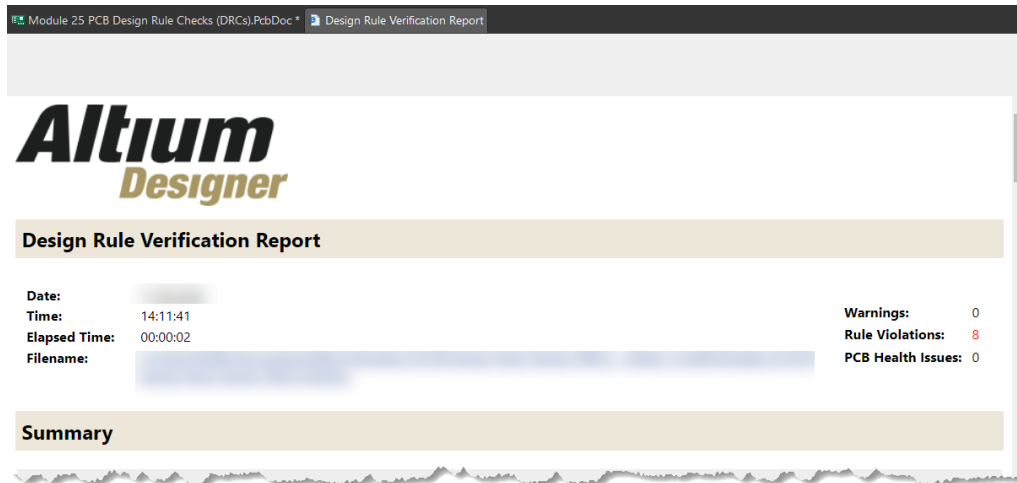 Module 25 PCB Design Rule Checks (DRCs).PcbDoc * Design Rule Verification Report
Altium
Designer
Design Rule Verification Report
Date:
Time: 14:11:41
Elapsed Time: 00:00:02
Filename:
Warnings: 0
Rule Violations: 8
PCB Health Issues: 0
Summary